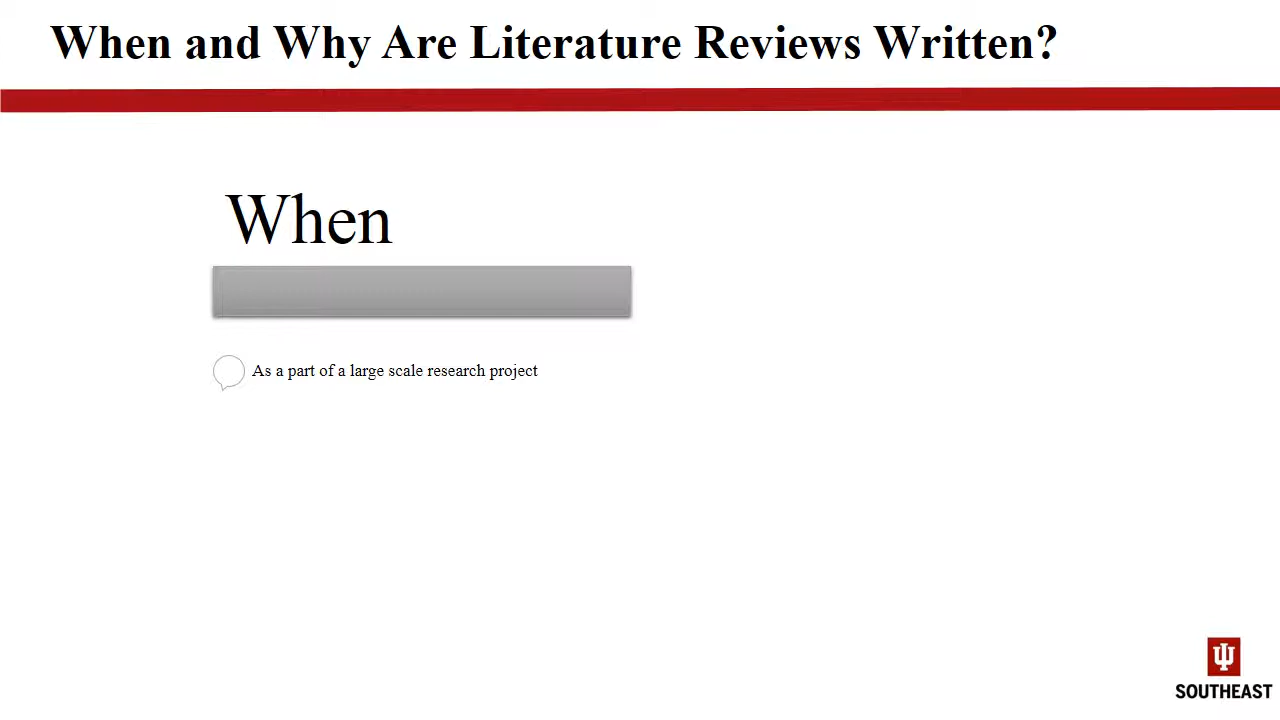 When and Why Are Literature Reviews Written?
When
As a part of a large scale research project
SOUTHEAST